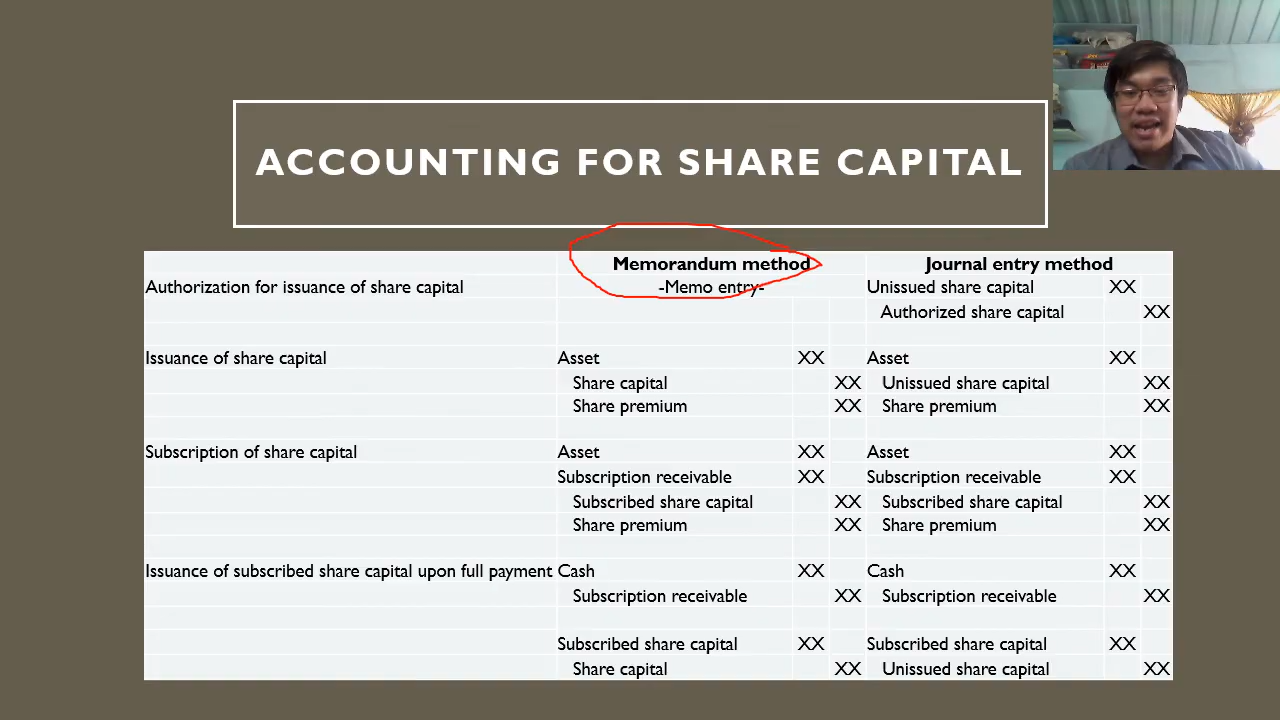 ACCOUNTING FOR SHARE CAPITAL
Memorandum method Journal entry method
Authorization for issuance of share capital -Memo entry- Unissued share capital XX
Authorized share capital XX
Issuance of share capital Asset XX Asset XX
Share capital XX Unissued share capital XX
Share premium XX Share premium XX
Subscription of share capital Asset XX Asset XX
Subscription receivable XX Subscription receivable XX
Subscribed share capital XX Subscribed share capital XX
Share premium XX Share premium XX
Issuance of subscribed share capital upon full payment Cash XX Cash XX
Subscription receivable XX Subscription receivable XX
Subscribed share capital XX Subscribed share capital XX
Share capital XX Unissued share capital XX